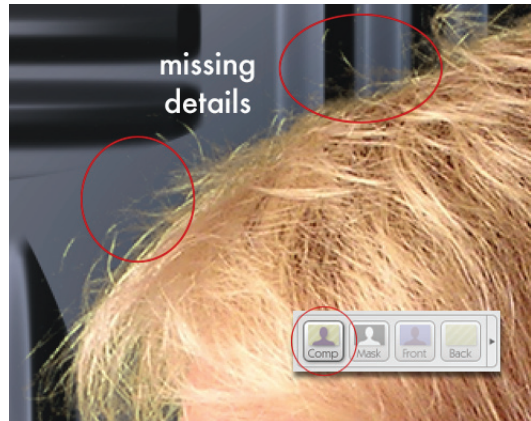 missing
details
Comp
Mask
Front
Back